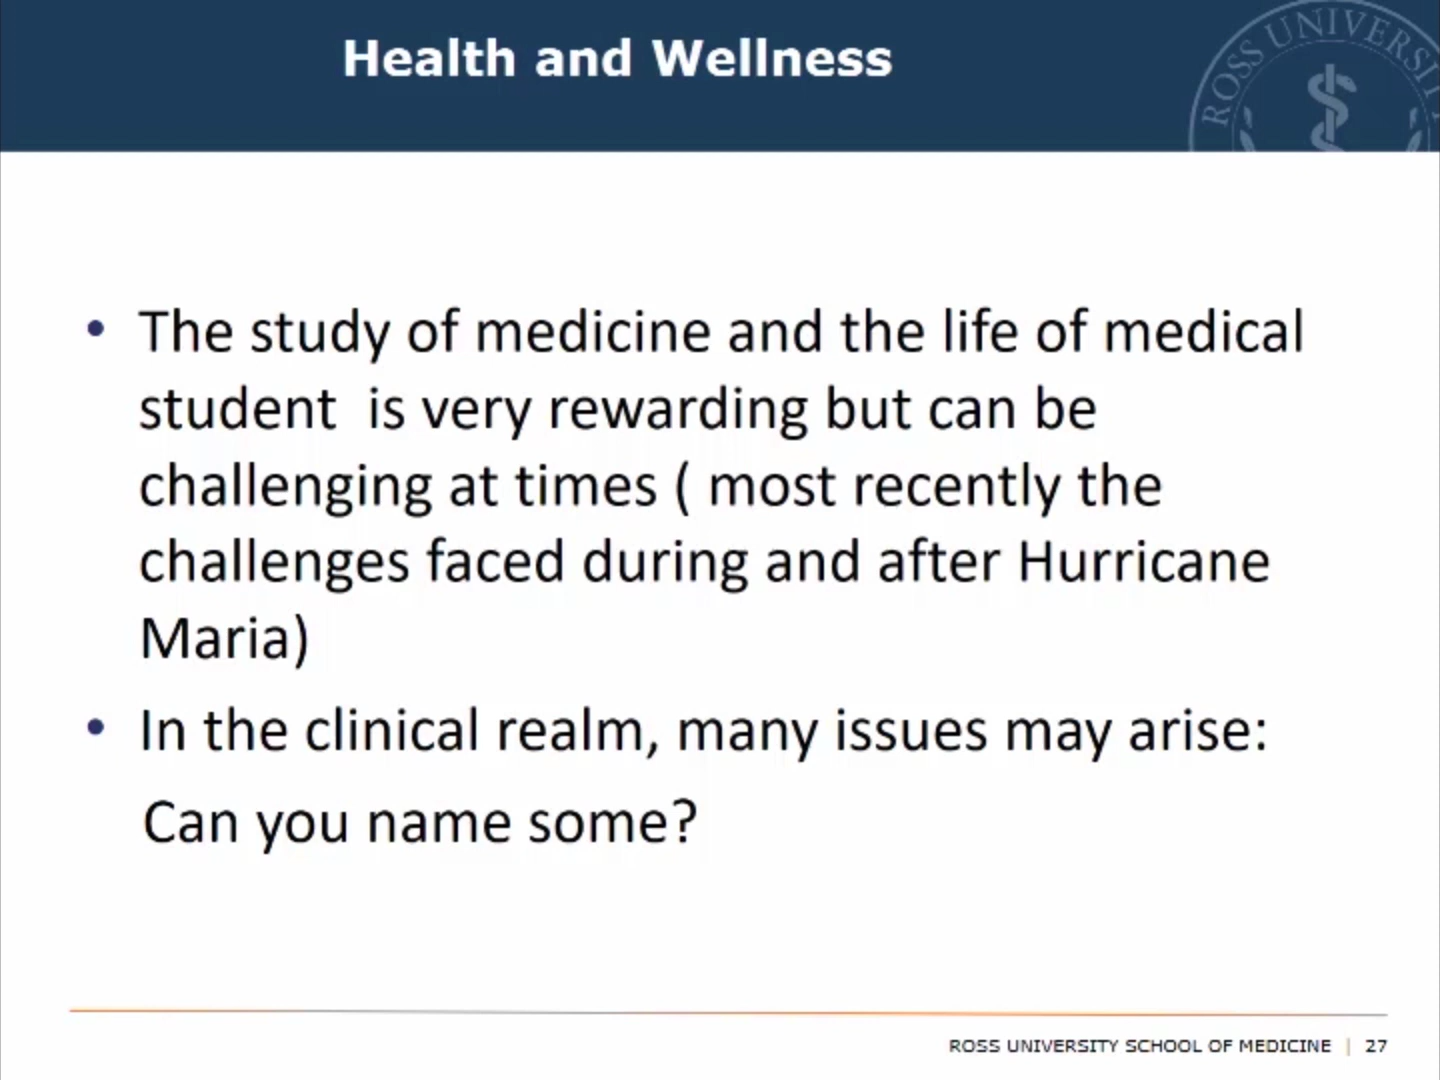 Health and Wellness
ROSS UNIVERSITY
• The study of medicine and the life of medical
student is very rewarding but can be
challenging at times ( most recently the
challenges faced during and after Hurricane
Maria)
• In the clinical realm, many issues may arise:
Can you name some?
ROSS UNIVERSITY SCHOOL OF MEDICINE | 27